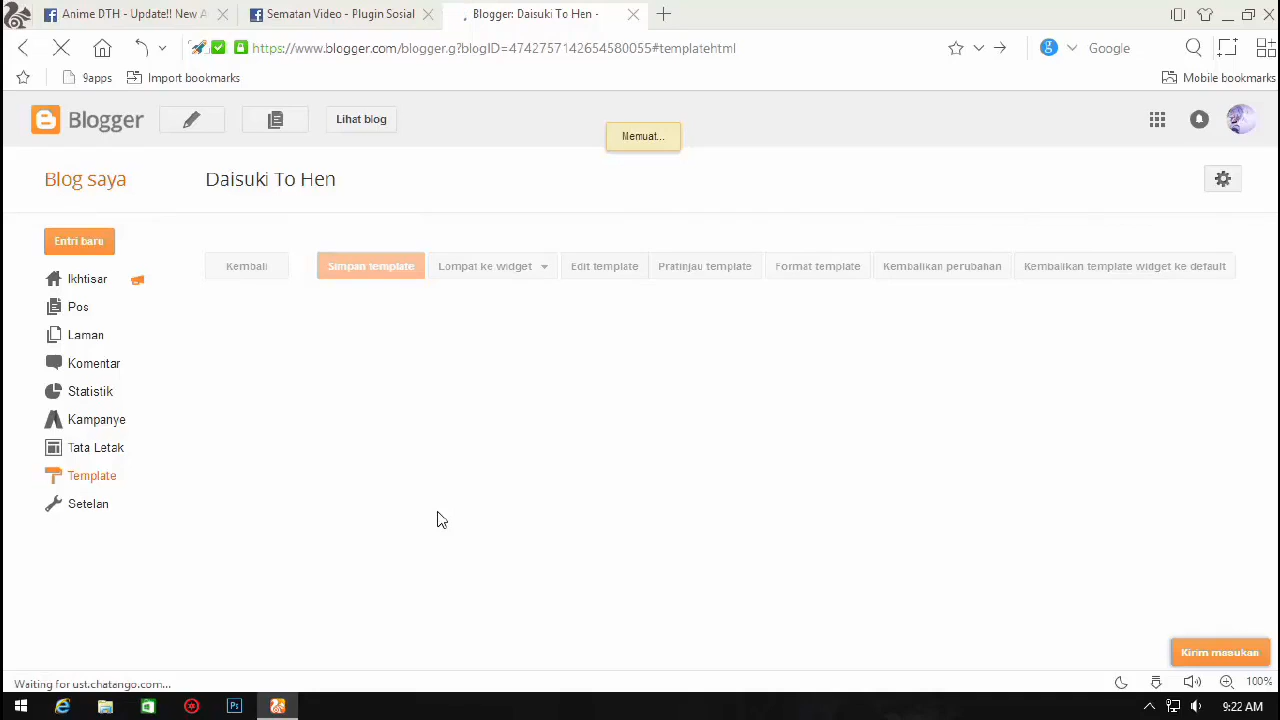 Anime DTH - Update!! New A
Sematan Video - Plugin Sosial
Blogger: Daisuki To Hen -
https://www.blogger.com/blogger.g?blogID=4742757142654580055#templatehtml
Google
9apps
Import bookmarks
Mobile bookmarks
Blogger
Lihat blog
Memuat...
Blog saya
Daisuki To Hen
Entri baru
Kembali
Simpan template
Lompat ke widget
Edit template
Pratinjau template
Format template
Kembalikan perubahan
Kembalikan template widget ke default
Ikhtisar
Pos
Laman
Komentar
Statistik
Kampanye
Tata Letak
Template
Setelan
Kirim masukan
Waiting for ust.chatango.com...
100%
9:22 AM